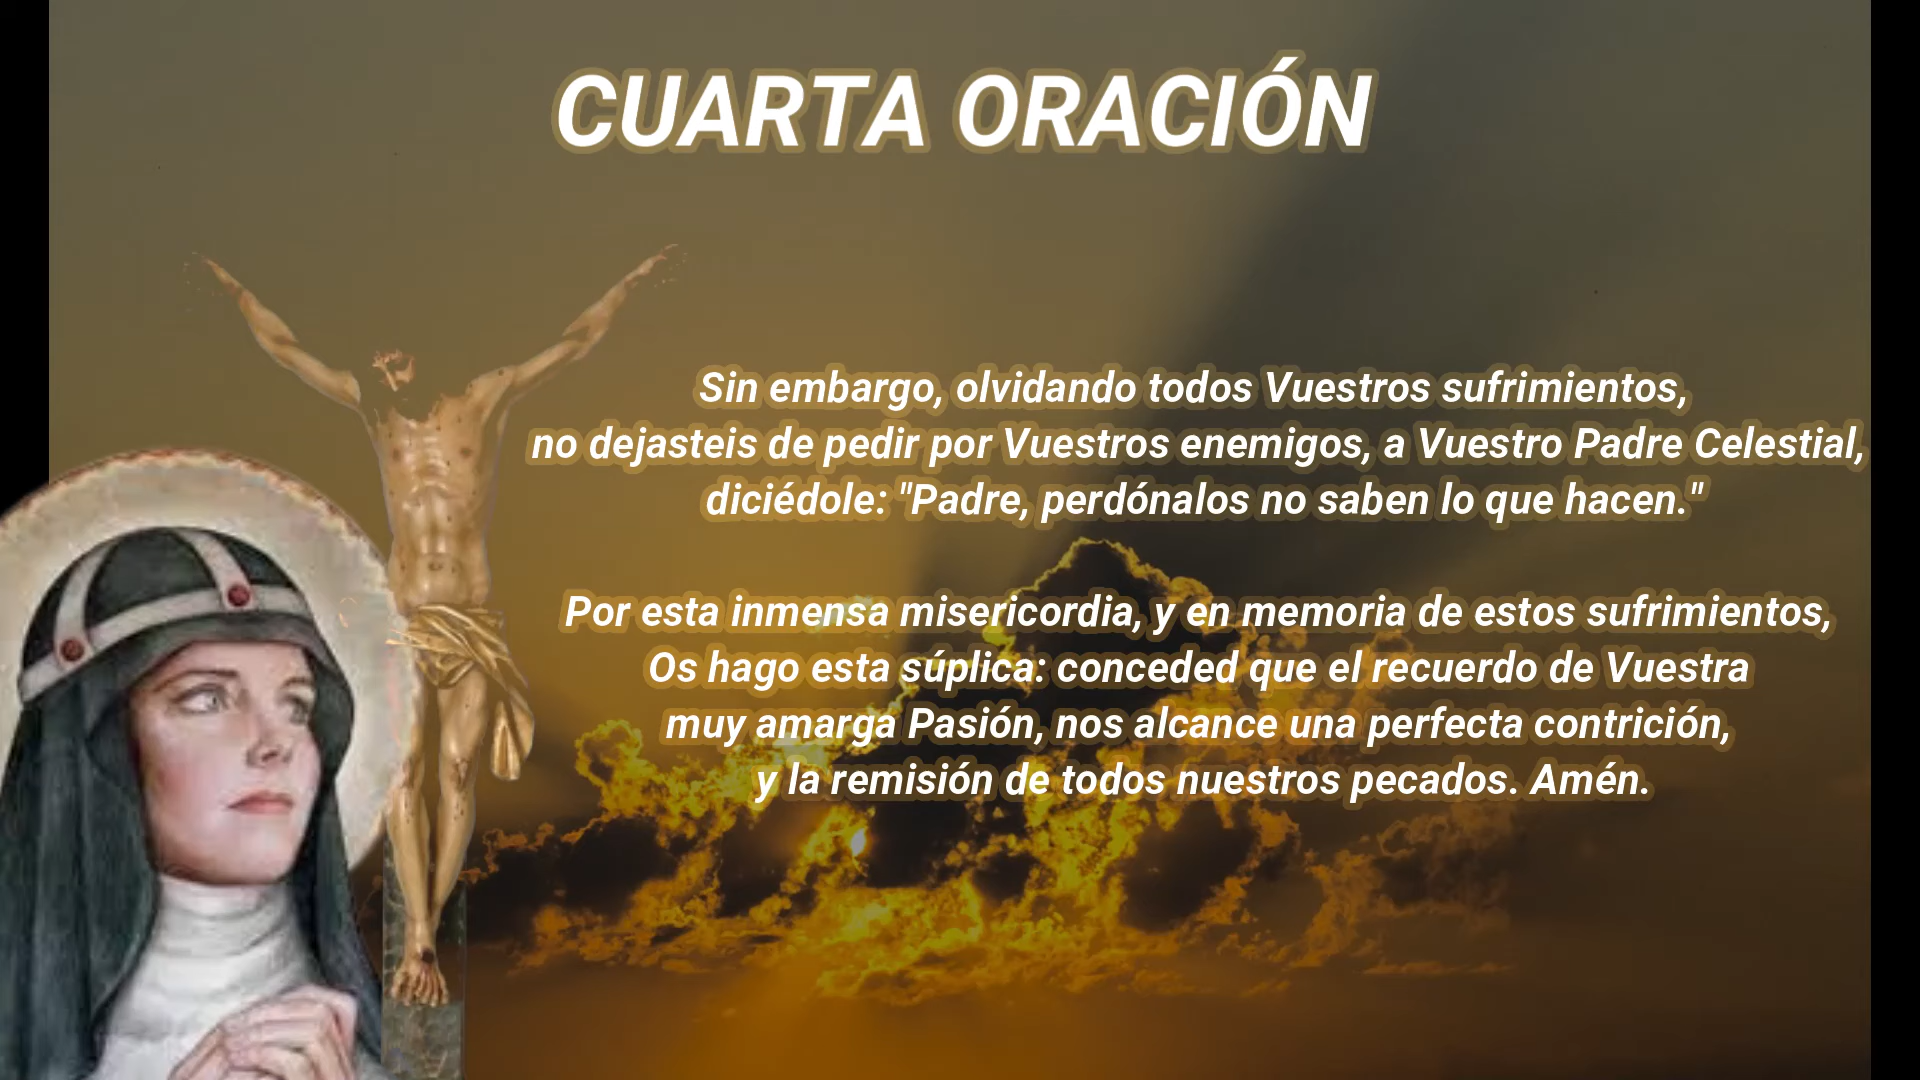 CUARTA ORACIÓN
Sin embargo, olvidando todos Vuestros sufrimientos,
no dejasteis de pedir por Vuestros enemigos, a Vuestro Padre Celestial,
diciédole: "Padre, perdónalos no saben lo que hacen."
Por esta inmensa misericordia, y en memoria de estos sufrimientos,
Os hago esta súplica: conceded que el recuerdo de Vuestra
muy amarga Pasión, nos alcance una perfecta contrición,
y la remisión de todos nuestros pecados. Amén.